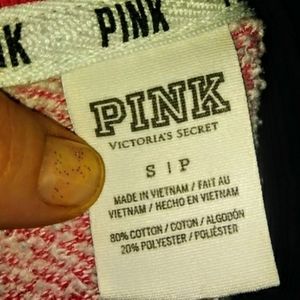 NK PINK PINK
PINK
VICTORIA'S SECRET
S | P
MADE IN VIETNAM / FAIT AU
VIETNAM / HECHO EN VIETNAM
80% COTTON / COTON / ALGODÓN
20% POLYESTER / POLIÉSTER